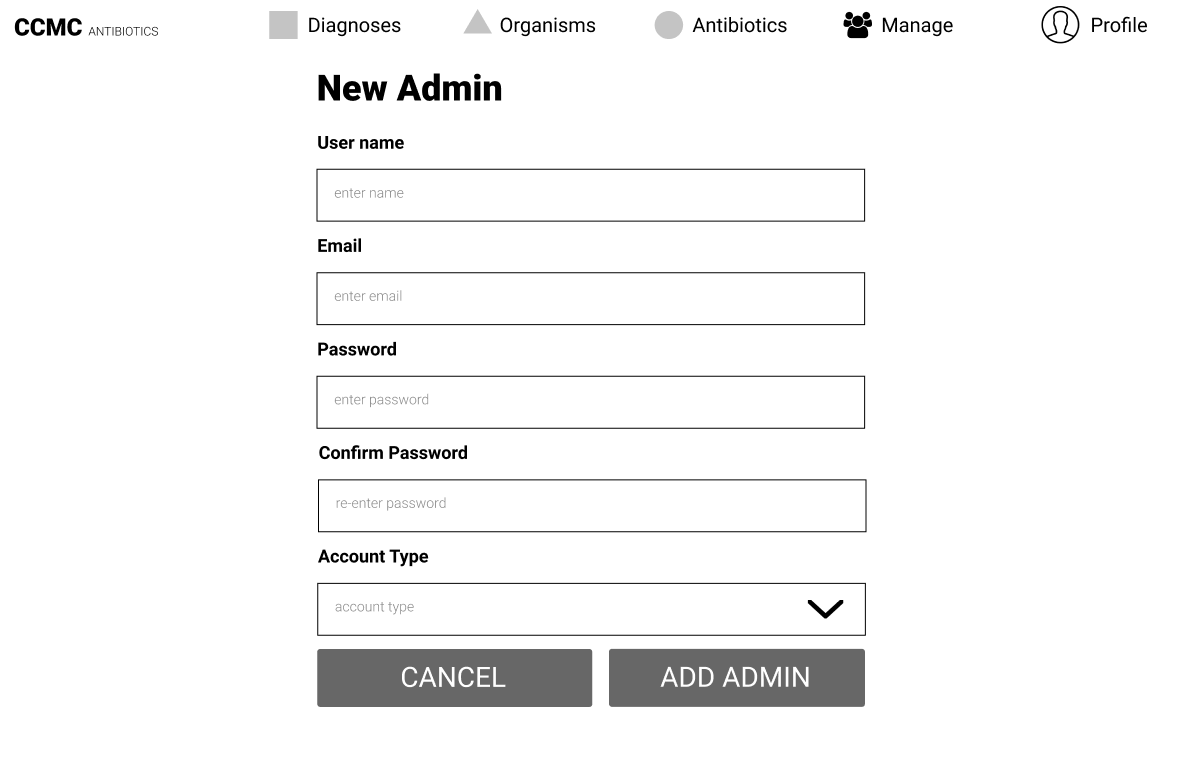 CCMC ANTIBIOTICS Diagnoses Organisms Antibiotics Manage Profile
New Admin
User name
enter name
Email
enter email
Password
enter password
Confirm Password
re-enter password
Account Type
account type
CANCEL ADD ADMIN